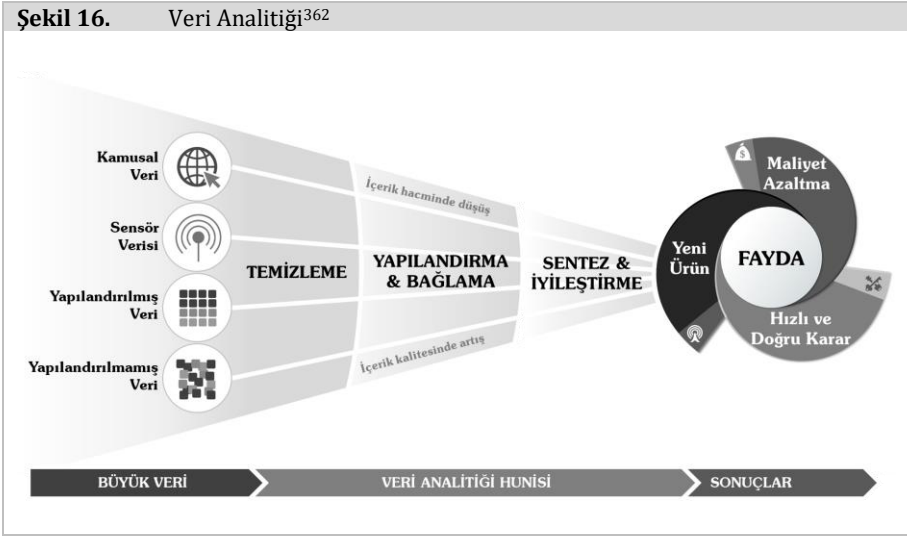 Şekil 16. Veri Analitiği362
Kamusal
Veri
Sensör
Verisi
Yapılandırılmış
Veri
Yapılandırılmamış
Veri
TEMİZLEME
İçerik hacminde düşüş
YAPILANDIRMA
& BAĞLAMA
İçerik kalitesinde artış
SENTEZ &
İYİLEŞTİRME
Yeni
Ürün
$
Maliyet
Azaltma
FAYDA
Hızlı ve
Doğru Karar
BÜYÜK VERİ
VERİ ANALİTİĞİ HUNİSİ
SONUÇLAR